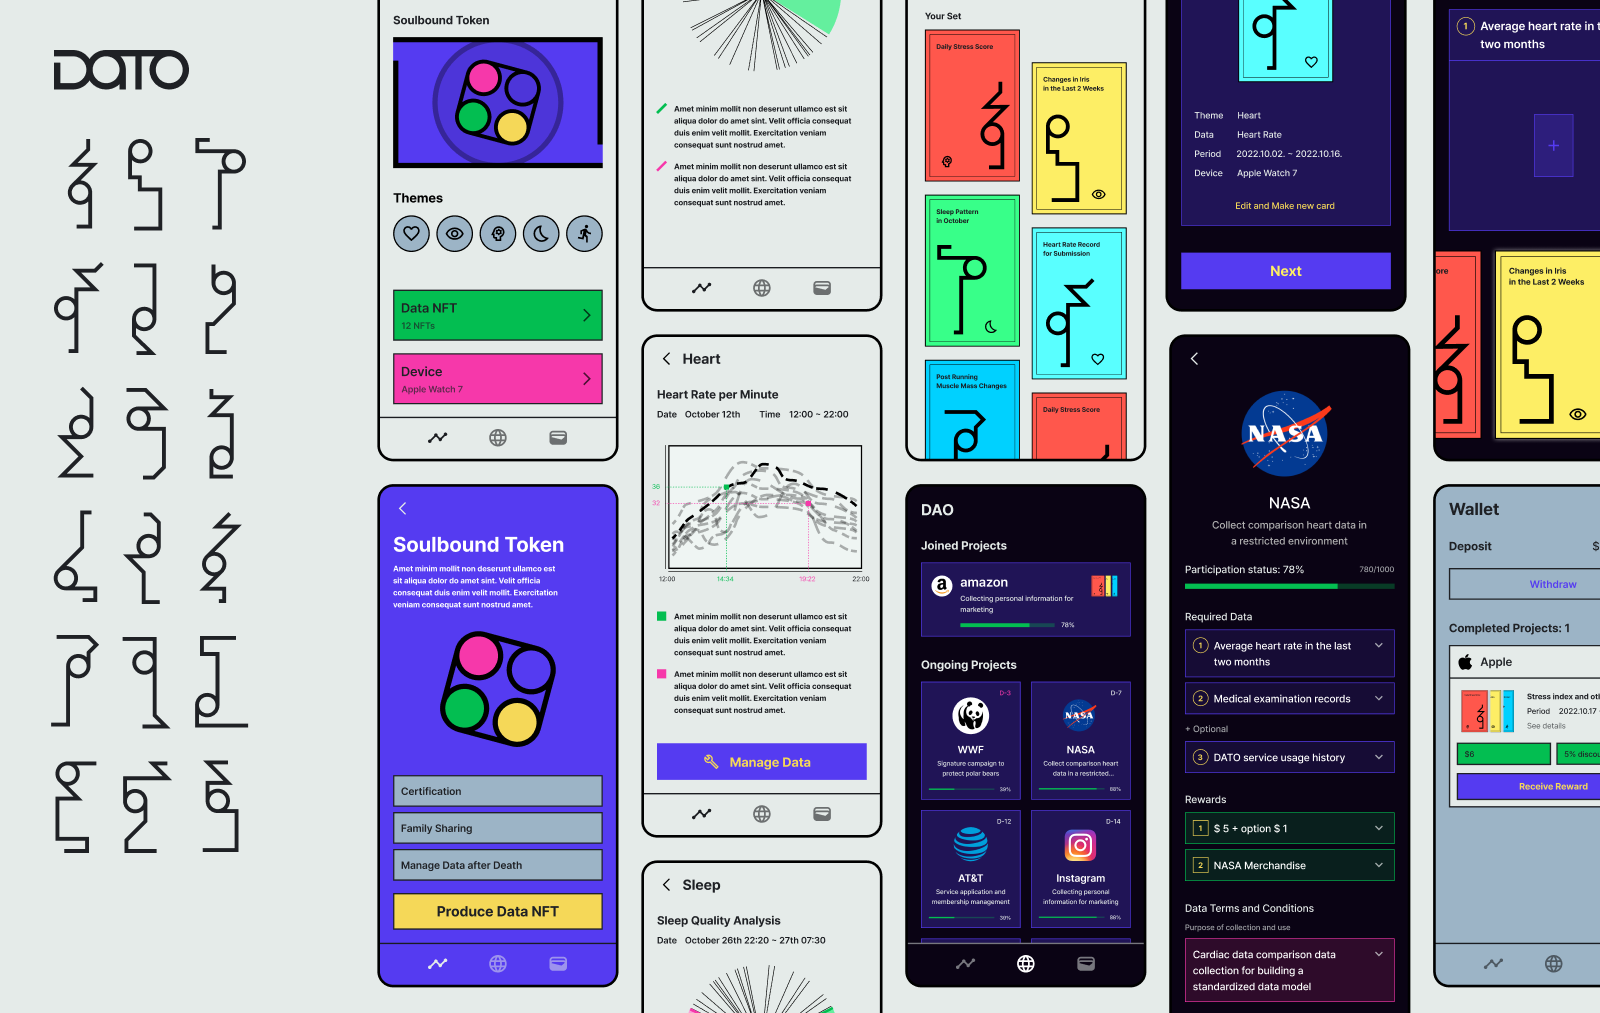 DATO
Soulbound Token
Themes
Data NFT
12 NFTs
Device
Apple Watch 7
Soulbound Token
Amet minim mollit non deserunt ullamco est
sit aliqua dolor do amet sint. Velit officia
consequat duis enim velit mollit. Exercitation
veniam consequat sunt nostrud amet.
Certification
Family Sharing
Manage Data after Death
Produce Data NFT
Amet minim mollit non deserunt ullamco est sit
aliqua dolor do amet sint. Velit officia consequat
duis enim velit mollit. Exercitation veniam
consequat sunt nostrud amet.
Amet minim mollit non deserunt ullamco est sit
aliqua dolor do amet sint. Velit officia consequat
duis enim velit mollit. Exercitation veniam
consequat sunt nostrud amet.
Heart
Heart Rate per Minute
Date October 12th Time 12:00 ~ 22:00
36
32
12:00 14:34 19:22 22:00
Amet minim mollit non deserunt ullamco est sit
aliqua dolor do amet sint. Velit officia consequat
duis enim velit mollit. Exercitation veniam
consequat sunt nostrud amet.
Amet minim mollit non deserunt ullamco est sit
aliqua dolor do amet sint. Velit officia consequat
duis enim velit mollit. Exercitation veniam
consequat sunt nostrud amet.
Manage Data
Sleep
Sleep Quality Analysis
Date October 26th 22:20 ~ 27th 07:30
Your Set
Daily Stress Score
Changes in Iris
in the Last 2 Weeks
Sleep Pattern
in October
Heart Rate Record
for Submission
Post Running
Muscle Mass Changes
Daily Stress Score
DAO
Joined Projects
amazon
Collecting personal information for
marketing
78%
Ongoing Projects
D-3
WWF
Signature campaign to
protect polar bears
39%
D-7
NASA
NASA
Collect comparison heart
data in a restricted...
88%
D-12
AT&T
Service application and
membership management
39%
D-14
Instagram
Collecting personal
information for marketing
88%
Theme Heart
Data Heart Rate
Period 2022.10.02. ~ 2022.10.16.
Device Apple Watch 7
Edit and Make new card
Next
NASA
NASA
Collect comparison heart data in
a restricted environment
Participation status: 78% 780/1000
Required Data
1 Average heart rate in the last
two months
2 Medical examination records
+ Optional
3 DATO service usage history
Rewards
1 $ 5 + option $ 1
2 NASA Merchandise
Data Terms and Conditions
Purpose of collection and use
Cardiac data comparison data
collection for building a
standardized data model
1 Average heart rate in t
two months
+
ore
Changes in Iris
in the Last 2 Weeks
Wallet
Deposit $
Withdraw
Completed Projects: 1
Apple
Stress index and oth
Period 2022.10.17
See details
$6
5% discou
Receive Reward